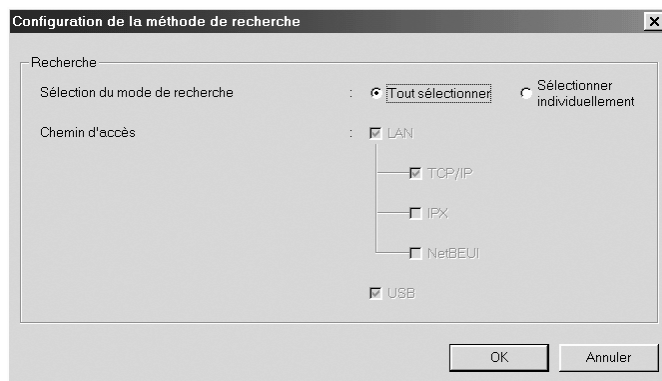 Configuration de la méthode de recherche
Recherche
Sélection du mode de recherche : Tout sélectionner Sélectionner individuellement
Chemin d'accès : LAN
TCP/IP
IPX
NetBEUI
USB
OK Annuler